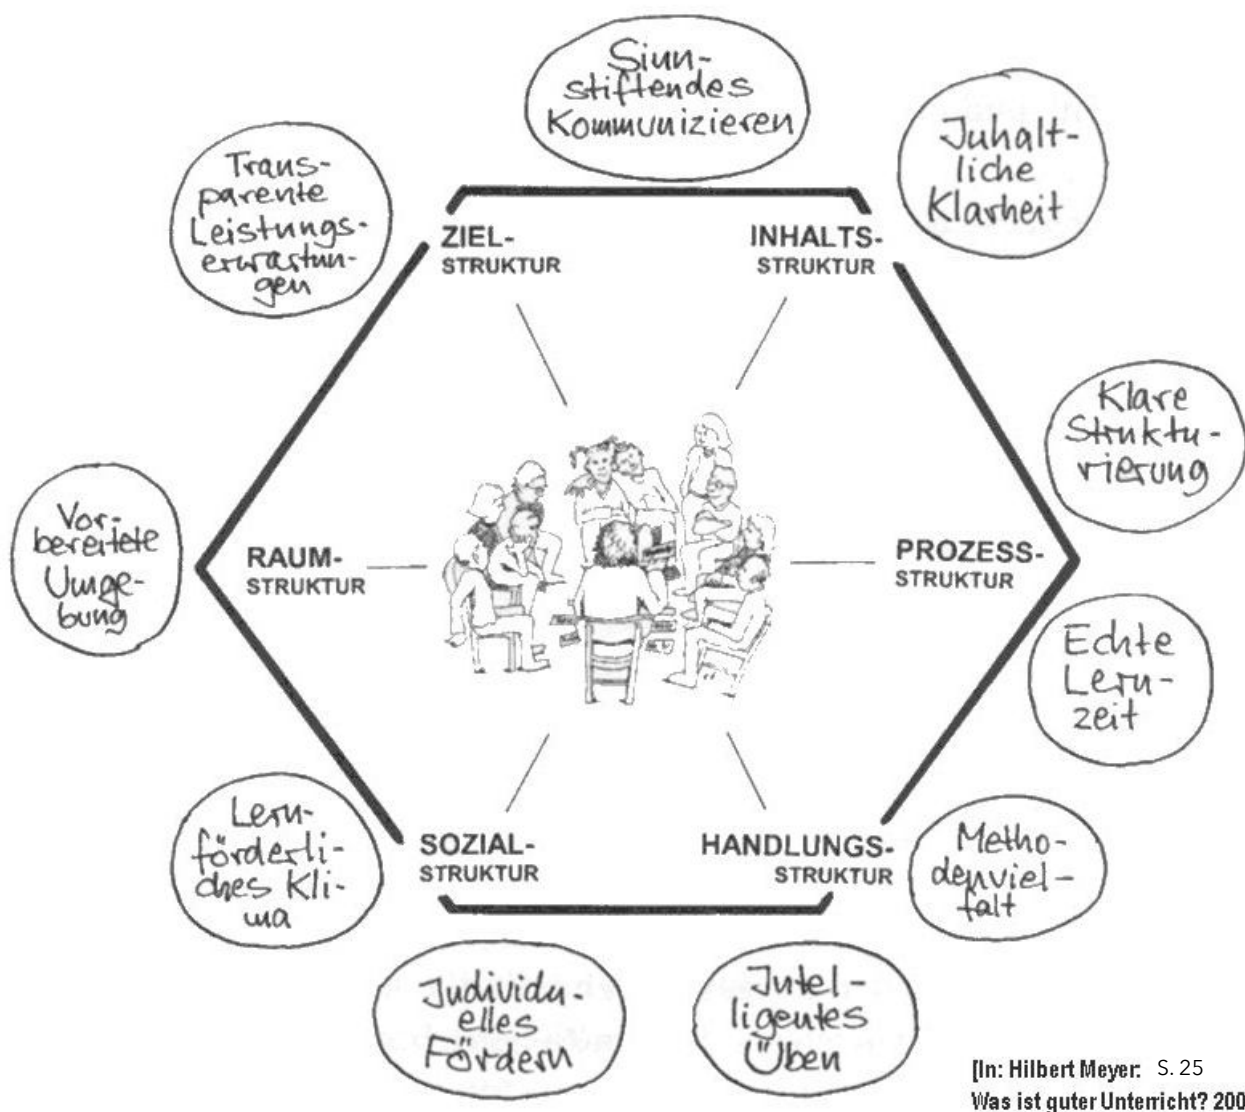 Sinn-
stiftendes
Kommunizieren
Inhalt-
liche
Klarheit
Trans-
parente
Leistungs-
erwartun-
gen
ZIEL-
STRUKTUR
INHALTS-
STRUKTUR
Klare
Struktu-
rierung
Vor-
bereitete
Umge-
bung
RAUM-
STRUKTUR
PROZESS-
STRUKTUR
Echte
Lern-
zeit
Lern-
förderli-
ches Kli-
ma
SOZIAL-
STRUKTUR
HANDLUNGS-
STRUKTUR
Metho-
denviel-
falt
Individu-
elles
Fördern
Intel-
ligentes
Üben
[In: Hilbert Meyer: S. 25
Was ist guter Unterricht? 200